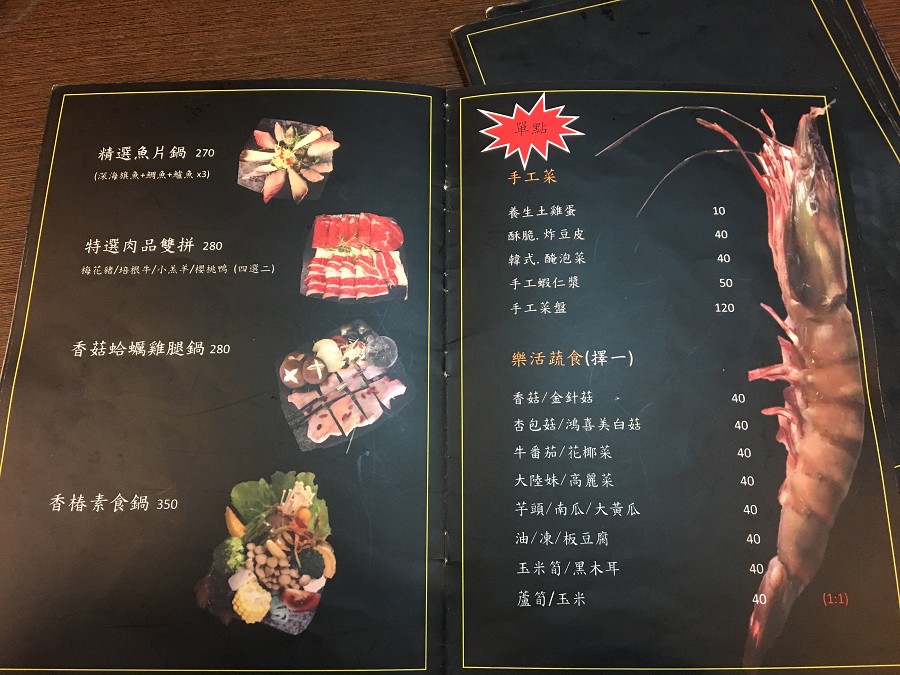 精選魚片鍋 270
(深海旗魚+鯛魚+鱸魚 x3)
特選肉品雙拼 280
梅花豬/培根牛/小羔羊/櫻桃鴨 (四選二)
香菇蛤蠣雞腿鍋 280
香椿素食鍋 350
單點
手工菜
養生土雞蛋 10
酥脆.炸豆皮 40
韓式.醃泡菜 40
手工蝦仁漿 50
手工菜盤 120
樂活蔬食(擇一)
香菇/金針菇 40
杏包菇/鴻喜美白菇 40
牛番茄/花椰菜 40
大陸妹/高麗菜 40
芋頭/南瓜/大黃瓜 40
油/凍/板豆腐 40
玉米筍/黑木耳 40
蘆筍/玉米 40 (1:1)